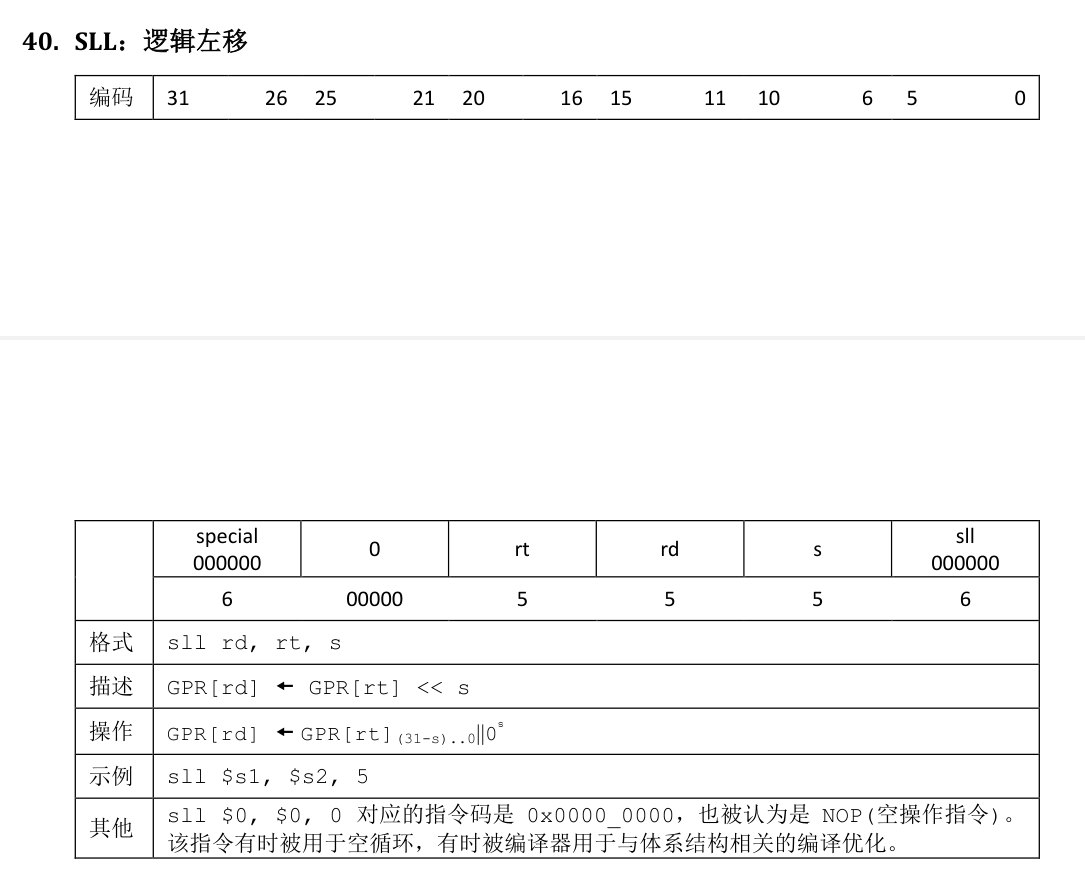 40. SLL：逻辑左移
编码 31 26 25 21 20 16 15 11 10 6 5 0
special 000000 0 rt rd s sll 000000
6 00000 5 5 5 6
格式 sll rd, rt, s
描述 GPR[rd] ← GPR[rt] << s
操作 GPR[rd] ← GPR[rt](31-s)..0||0s
示例 sll $s1, $s2, 5
其他 sll $0, $0, 0 对应的指令码是 0x0000_0000，也被认为是 NOP(空操作指令)。
该指令有时被用于空循环，有时被编译器用于与体系结构相关的编译优化。